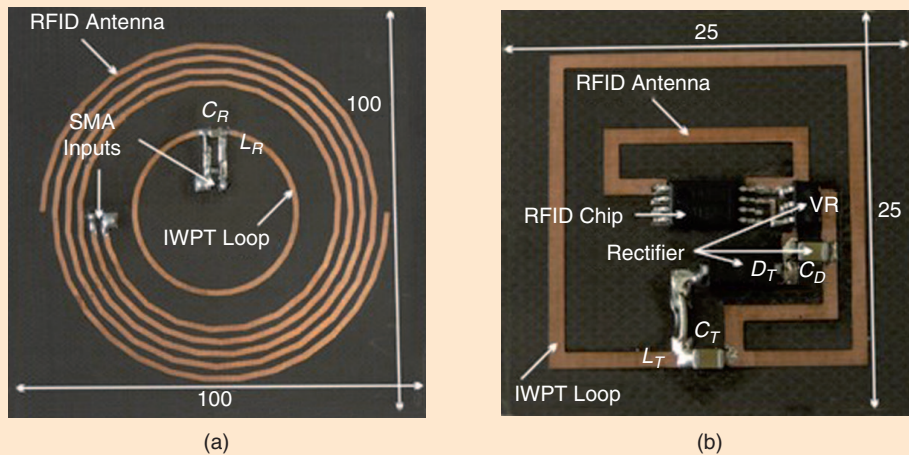 RFID Antenna
100
C_R
SMA
Inputs
L_R
IWPT Loop
100
(a)
25
RFID Antenna
VR
RFID Chip
25
Rectifier
D_T
C_D
C_T
L_T
IWPT Loop
(b)